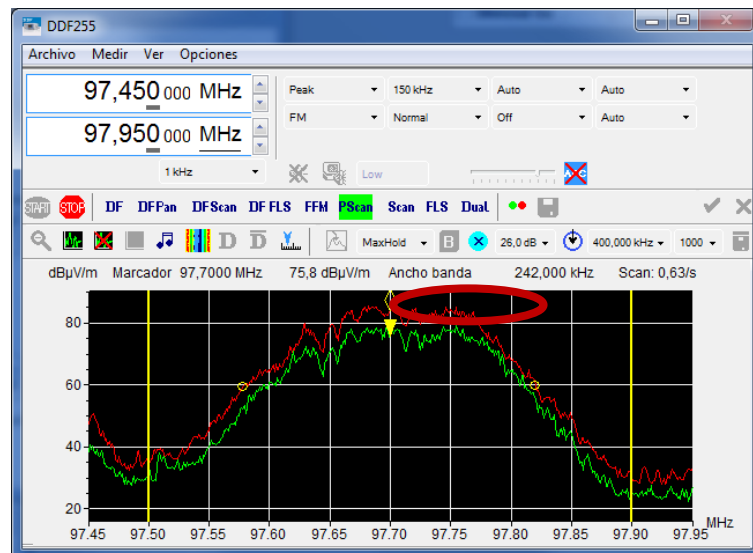 DDF255
Archivo Medir Ver Opciones
97,450 000 MHz Peak 150 kHz Auto Auto
97,950 000 MHz FM Normal Off Auto
1 kHz Low
START STOP DF DFPan DFScan DF FLS FFM PScan Scan FLS Dual
D D MaxHold B 26,0 dB 400,000 kHz 1000
dBµV/m Marcador 97,7000 MHz 75,8 dBµV/m Ancho banda 242,000 kHz Scan: 0,63/s
80
60
40
20
97.45 97.50 97.55 97.60 97.65 97.70 97.75 97.80 97.85 97.90 97.95 MHz